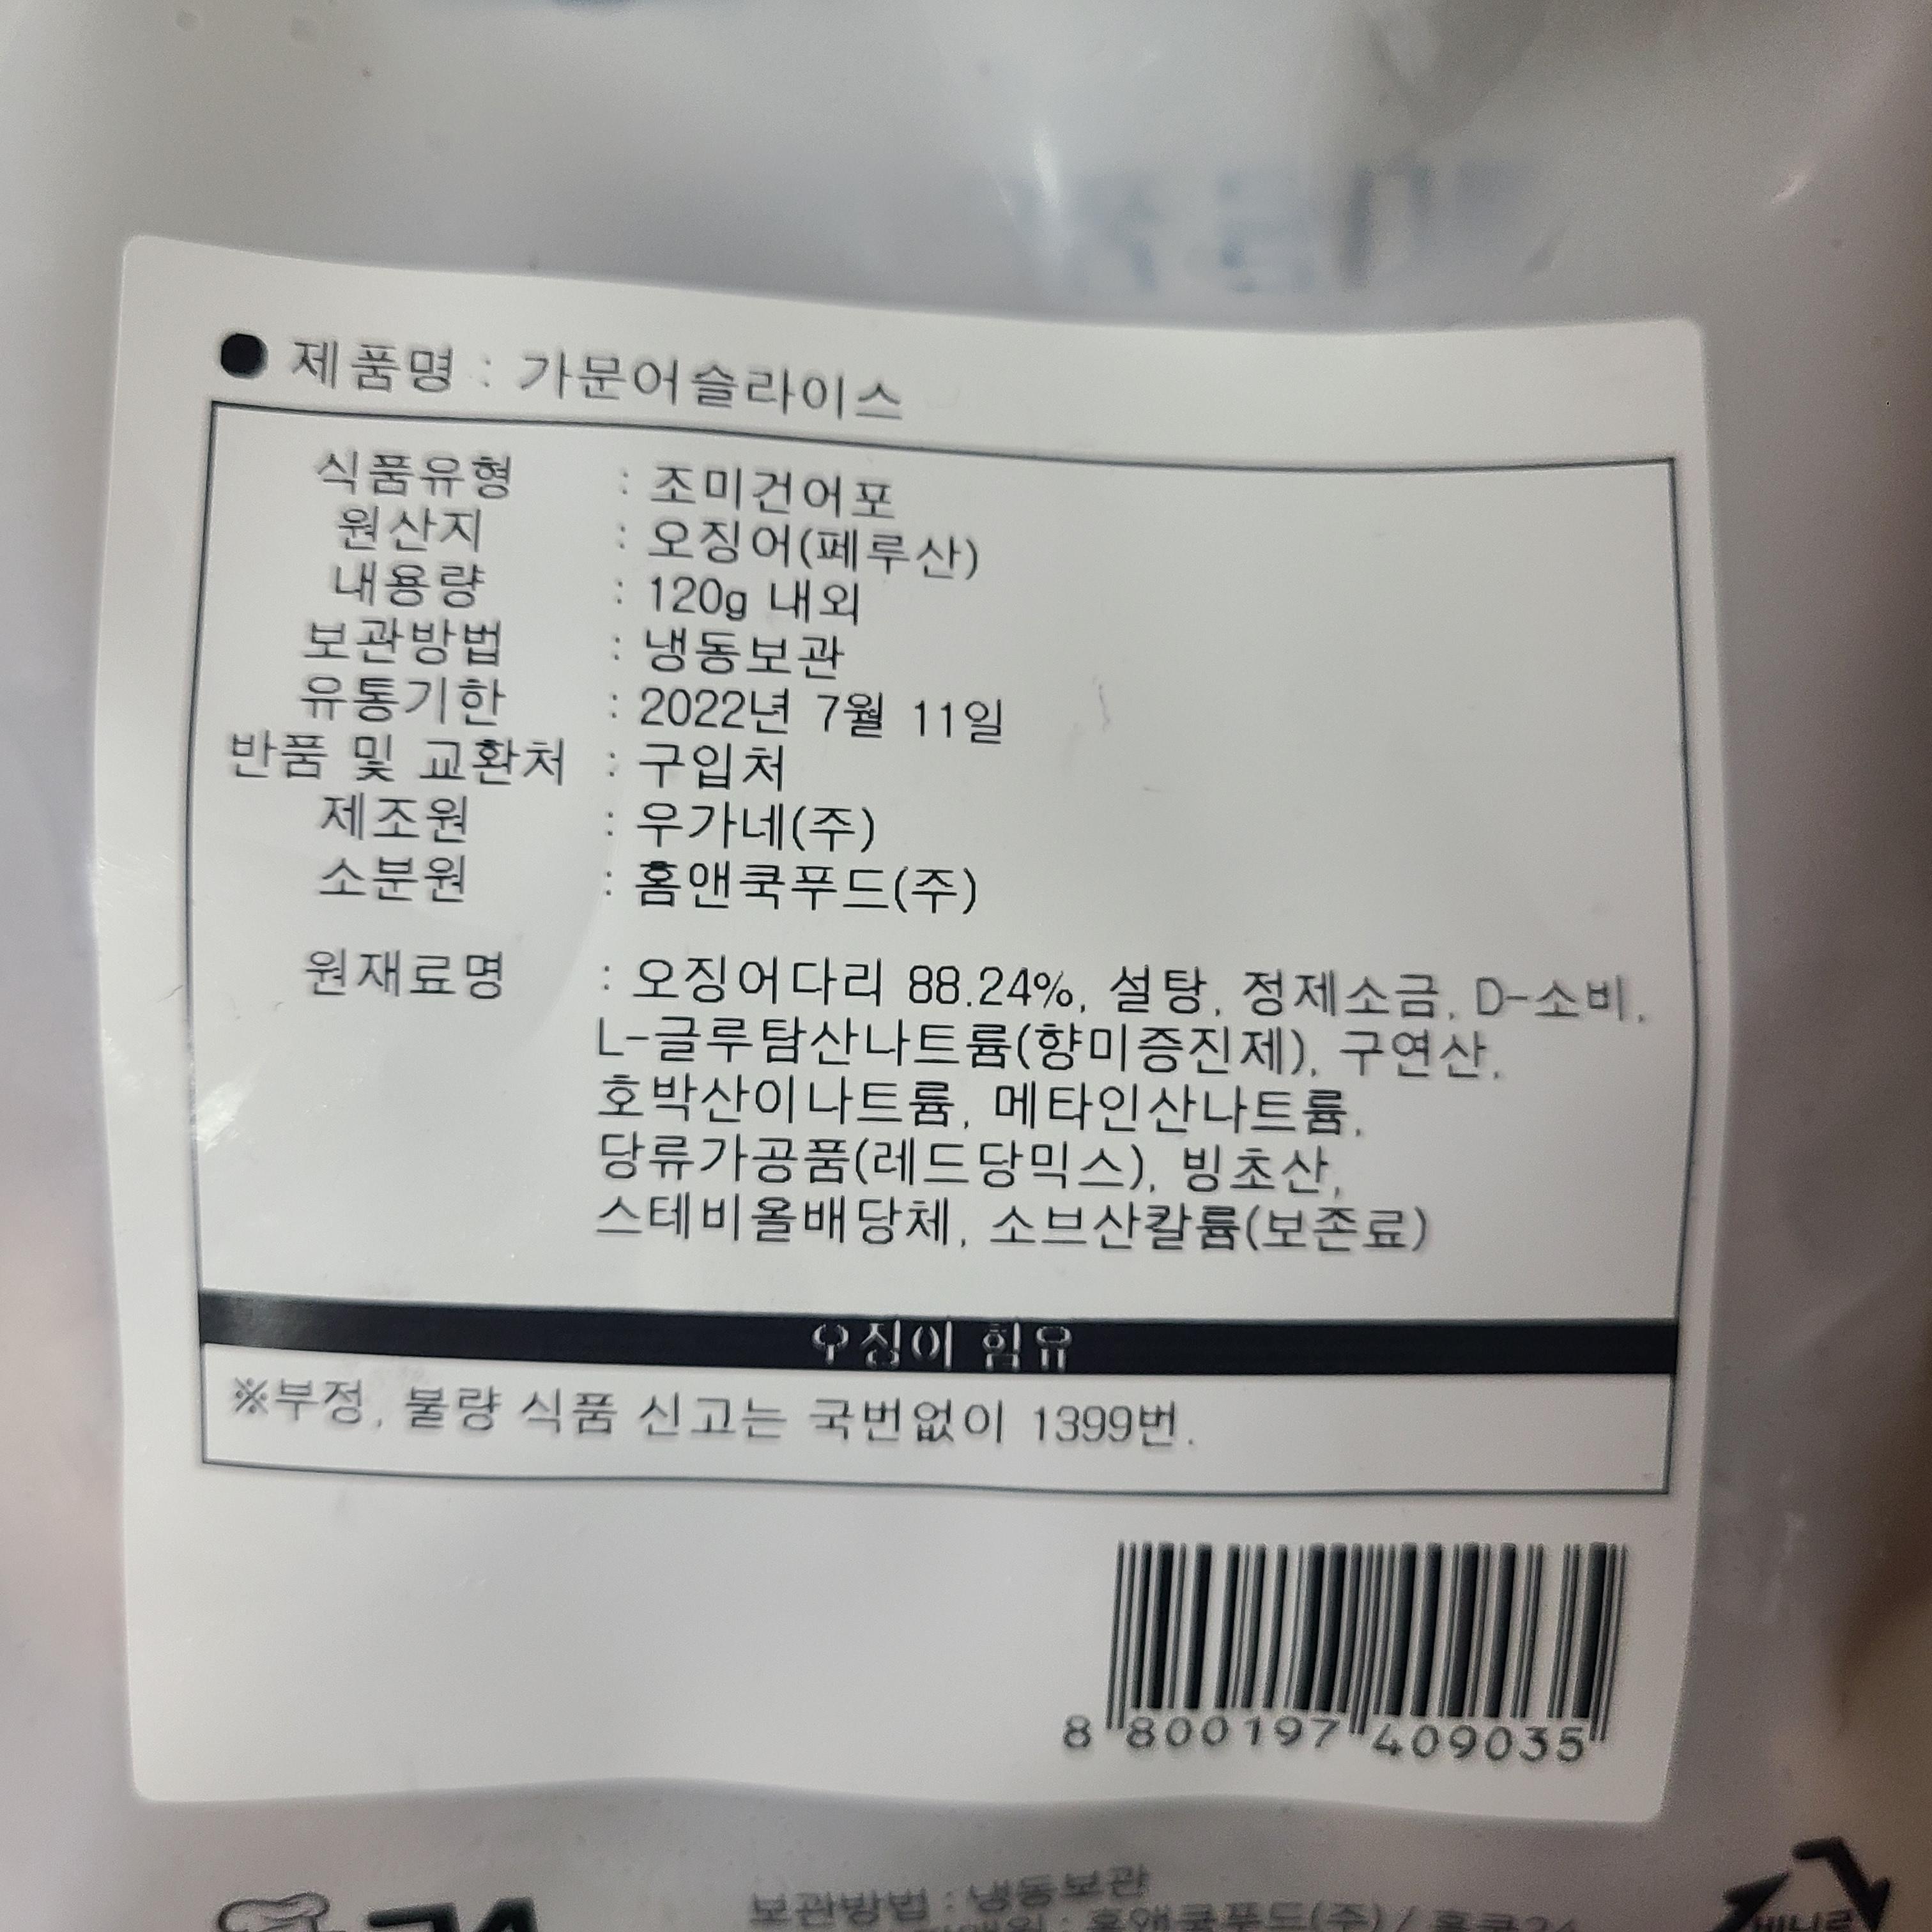 ● 제품명 : 가문어슬라이스
식품유형 : 조미건어포
원산지 : 오징어(페루산)
내용량 : 120g 내외
보관방법 : 냉동보관
유통기한 : 2022년 7월 11일
반품 및 교환처 : 구입처
제조원 : 우가네(주)
소분원 : 홈앤쿡푸드(주)
원재료명 : 오징어다리 88.24%, 설탕, 정제소금, D-소비,
L-글루탐산나트륨(향미증진제), 구연산,
호박산이나트륨, 메타인산나트륨,
당류가공품(레드당믹스), 빙초산,
스테비올배당체, 소브산칼륨(보존료)
오징어 함유
※부정, 불량 식품 신고는 국번없이 1399번.
8 800197 409035
보관방법 : 냉동보관
홈앤쿡푸드(주) /